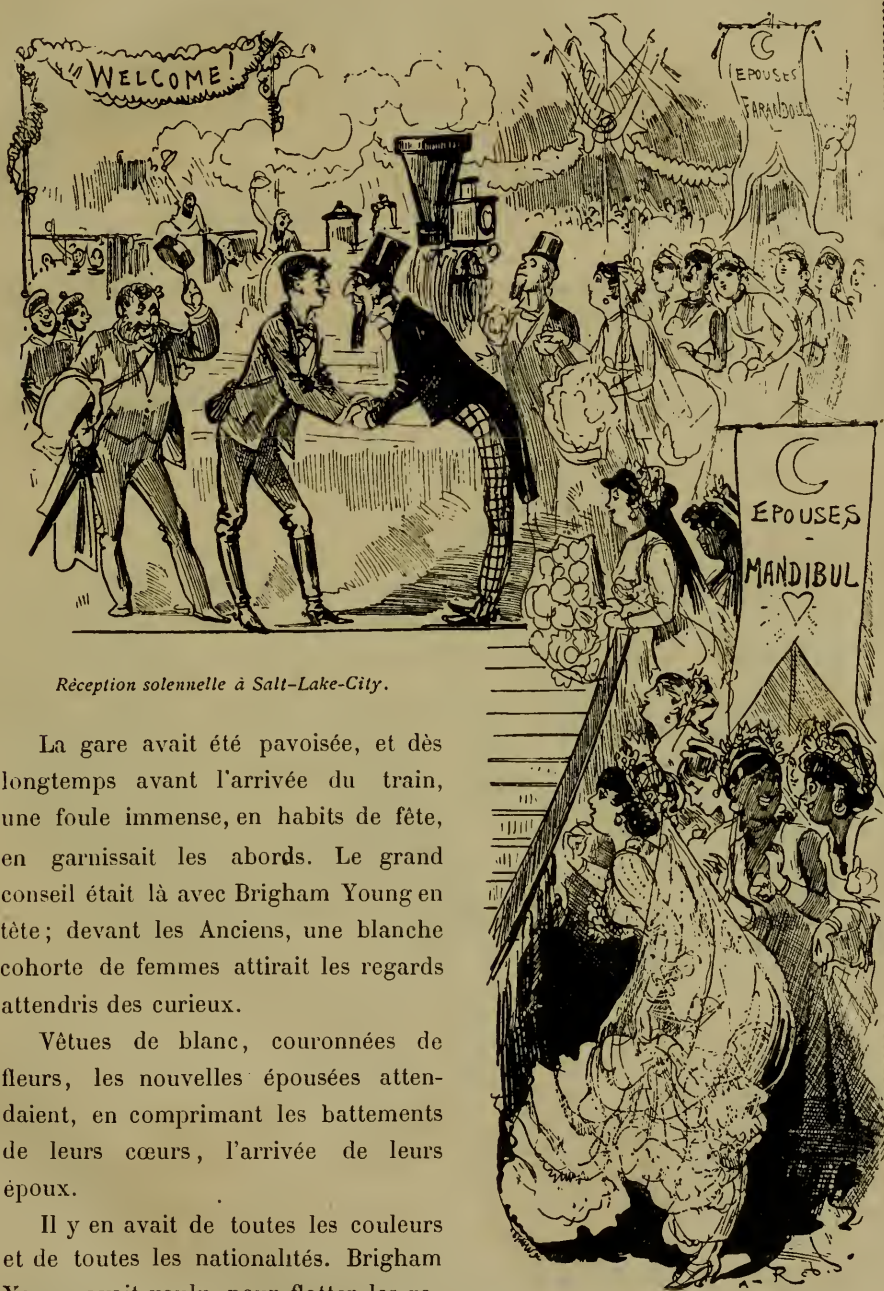 WELCOME!
EPOUSES
FARANDOUL
EPOUSES
-
MANDIBUL
Réception solennelle à Salt-Lake-City.
La gare avait été pavoisée, et dès
longtemps avant l'arrivée du train,
une foule immense, en habits de fête,
en garnissait les abords. Le grand
conseil était là avec Brigham Young en
tête; devant les Anciens, une blanche
cohorte de femmes attirait les regards
attendris des curieux.
Vêtues de blanc, couronnées de
fleurs, les nouvelles épousées atten-
daient, en comprimant les battements
de leurs cœurs, l'arrivée de leurs
époux.
Il y en avait de toutes les couleurs
et de toutes les nationalités. Brigham